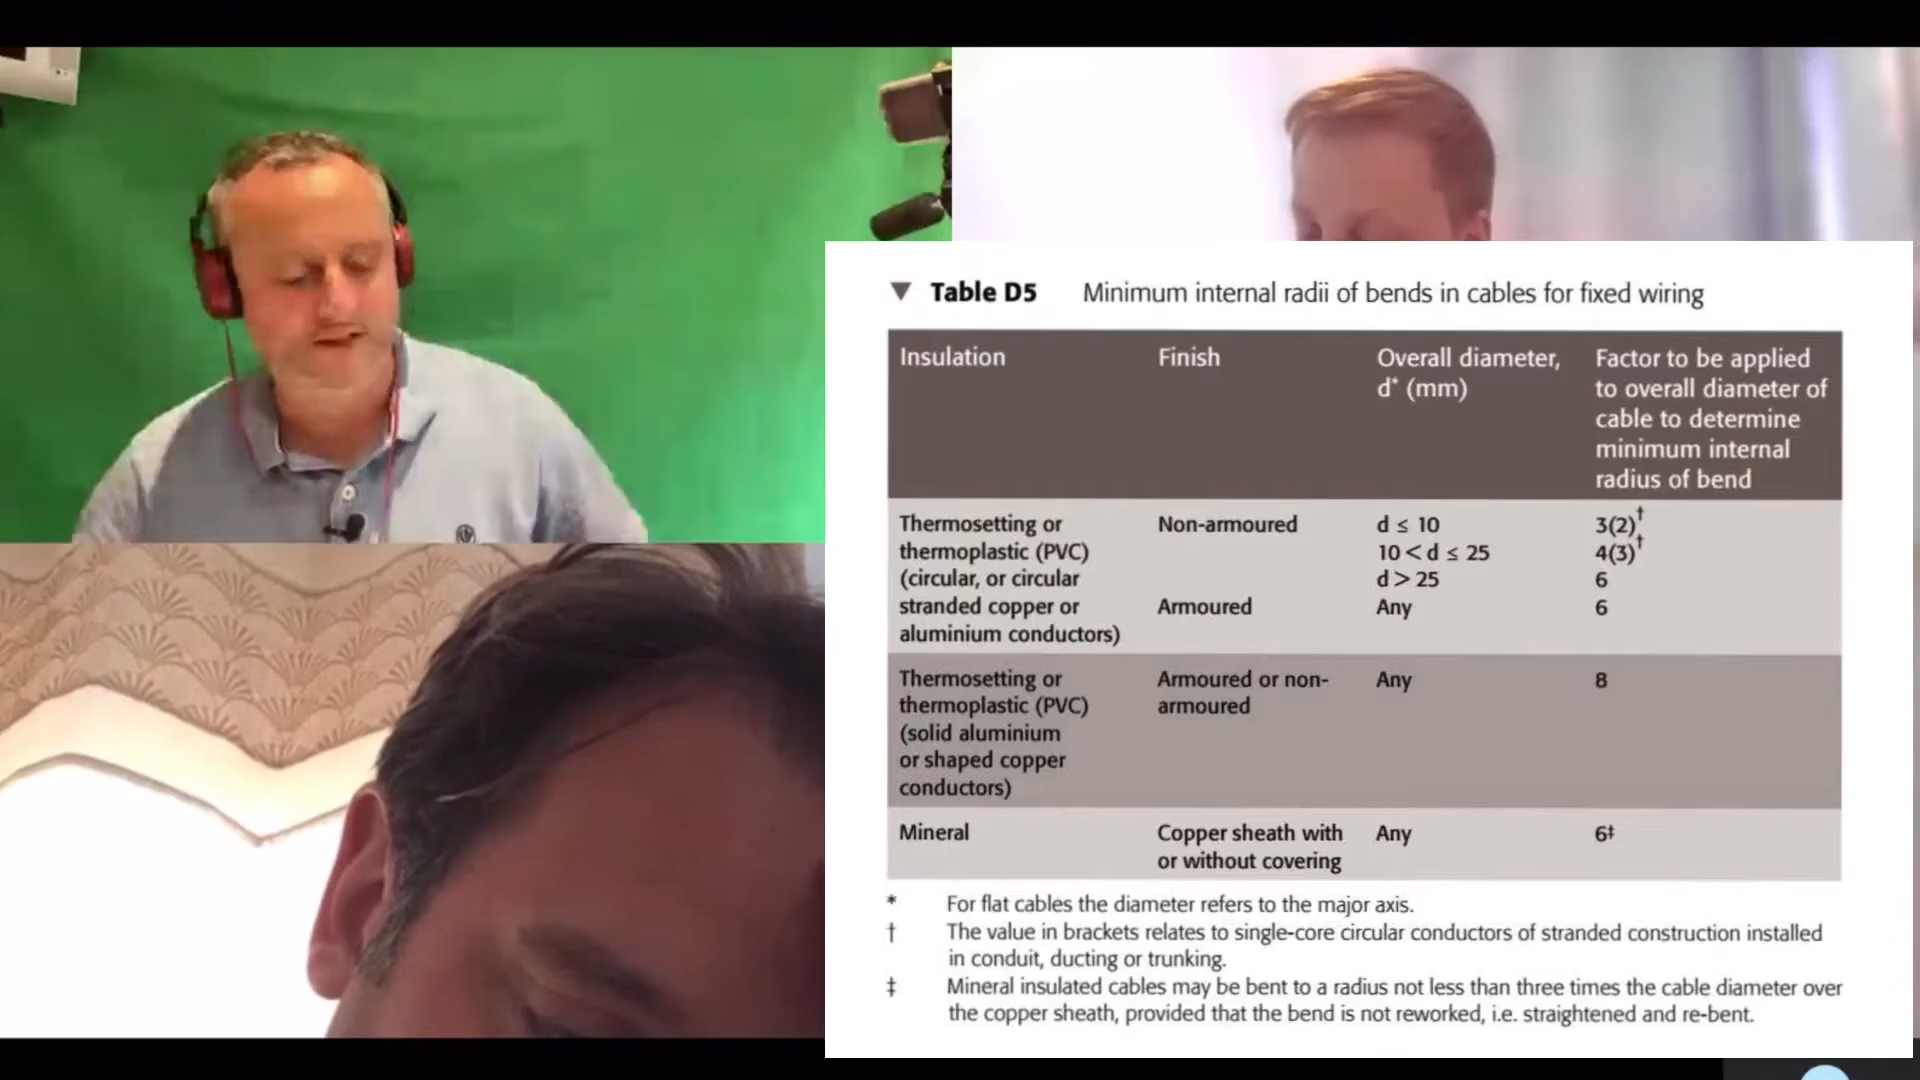 ▼ Table D5 Minimum internal radii of bends in cables for fixed wiring
Insulation Finish Overall diameter, d* (mm) Factor to be applied to overall diameter of cable to determine minimum internal radius of bend
Thermosetting or Non-armoured d ≤ 10 3(2)†
thermoplastic (PVC) 10 < d ≤ 25 4(3)†
(circular, or circular d > 25 6
stranded copper or Armoured Any 6
aluminium conductors)
Thermosetting or Armoured or non- Any 8
thermoplastic (PVC) armoured
(solid aluminium
or shaped copper
conductors)
Mineral Copper sheath with Any 6‡
or without covering
* For flat cables the diameter refers to the major axis.
† The value in brackets relates to single-core circular conductors of stranded construction installed
in conduit, ducting or trunking.
‡ Mineral insulated cables may be bent to a radius not less than three times the cable diameter over
the copper sheath, provided that the bend is not reworked, i.e. straightened and re-bent.